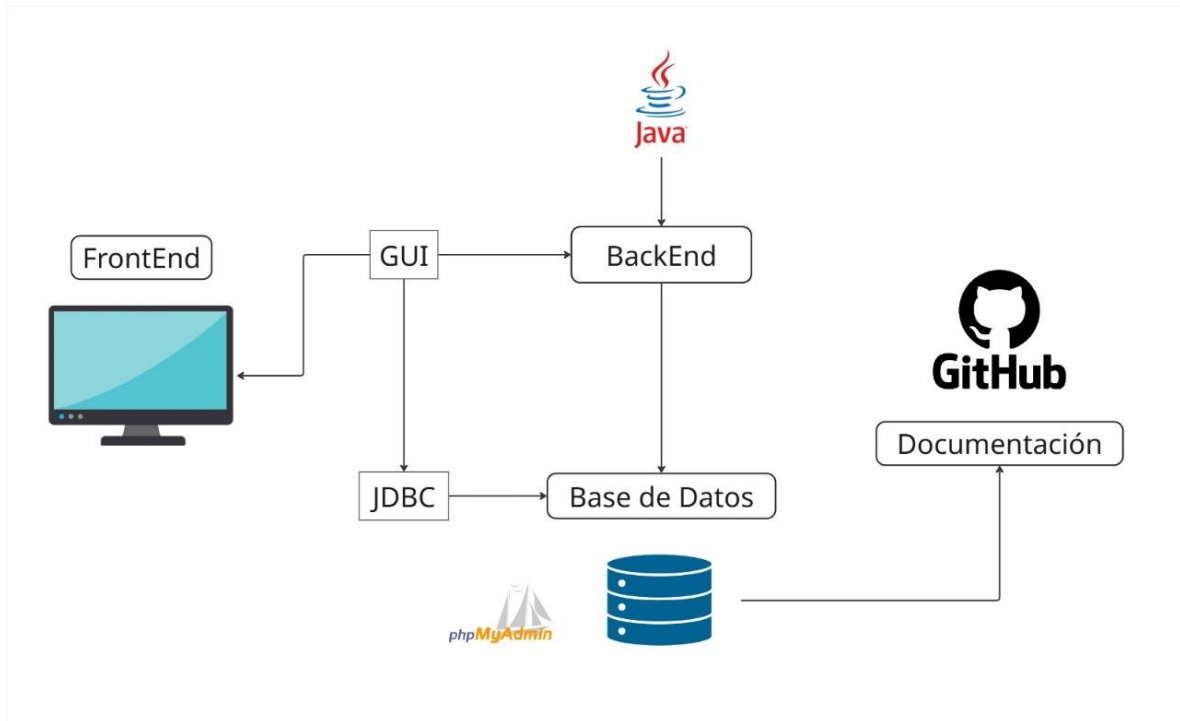 Java
FrontEnd
GUI
BackEnd
GitHub
Documentación
JDBC
Base de Datos
phpMyAdmin